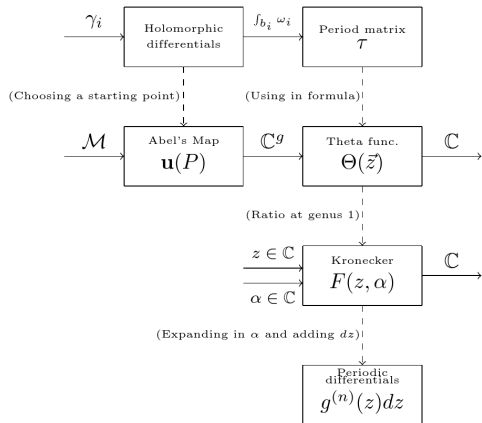 γ_i
Holomorphic
differentials
∫_{b_i} ω_i
Period matrix
τ
(Choosing a starting point)
(Using in formula)
ℳ
Abel's Map
u(P)
ℂ^g
Theta func.
Θ(z⃗)
ℂ
(Ratio at genus 1)
z ∈ ℂ
α ∈ ℂ
Kronecker
F(z, α)
ℂ
(Expanding in α and adding dz)
Periodic
differentials
g^{(n)}(z)dz